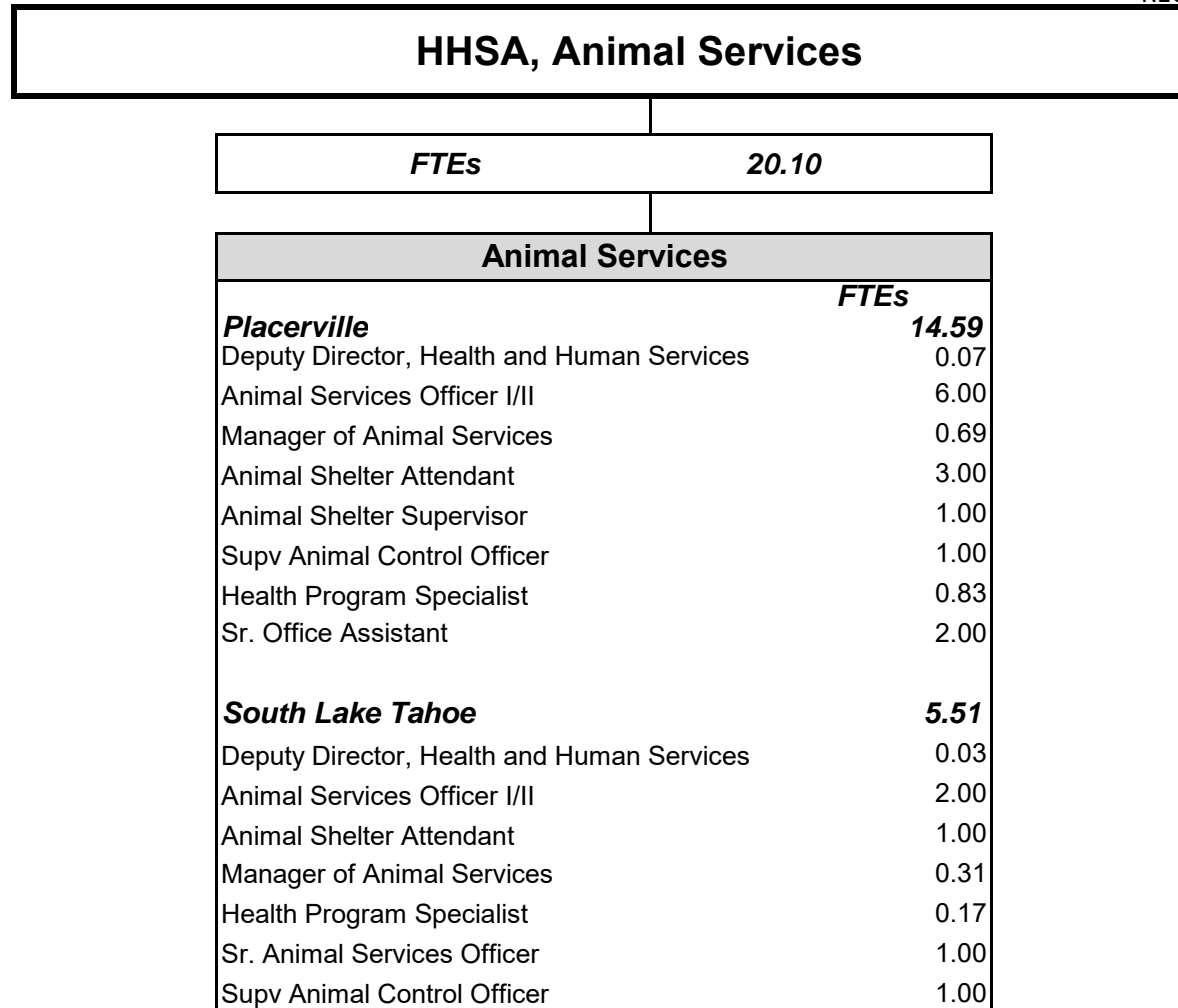 HHSA, Animal Services
FTEs 20.10
Animal Services
FTEs
Placerville 14.59
Deputy Director, Health and Human Services 0.07
Animal Services Officer I/II 6.00
Manager of Animal Services 0.69
Animal Shelter Attendant 3.00
Animal Shelter Supervisor 1.00
Supv Animal Control Officer 1.00
Health Program Specialist 0.83
Sr. Office Assistant 2.00
South Lake Tahoe 5.51
Deputy Director, Health and Human Services 0.03
Animal Services Officer I/II 2.00
Animal Shelter Attendant 1.00
Manager of Animal Services 0.31
Health Program Specialist 0.17
Sr. Animal Services Officer 1.00
Supv Animal Control Officer 1.00